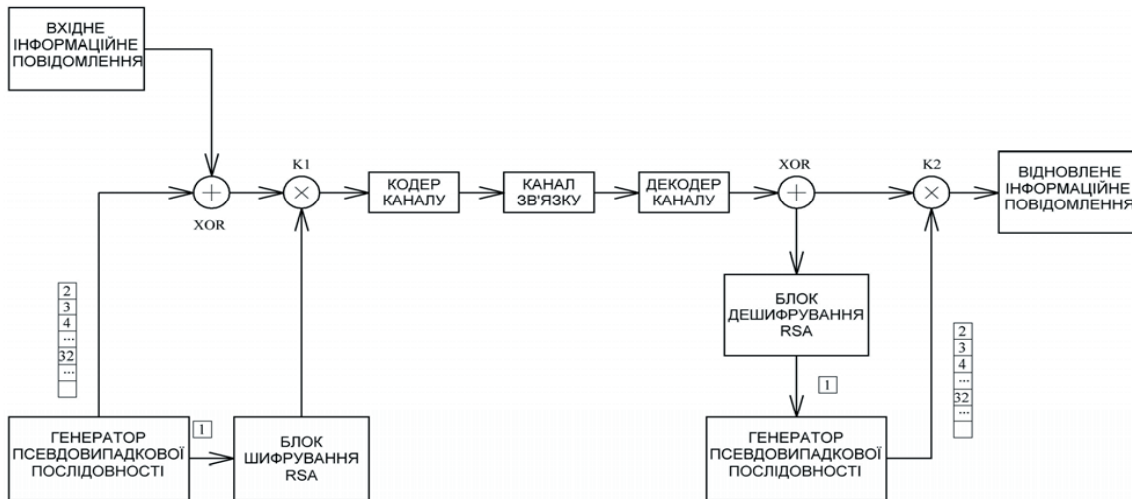 ВХІДНЕ
ІНФОРМАЦІЙНЕ
ПОВІДОМЛЕННЯ
XOR
K1
КОДЕР
КАНАЛУ
КАНАЛ
ЗВ'ЯЗКУ
ДЕКОДЕР
КАНАЛУ
XOR
K2
ВІДНОВЛЕНЕ
ІНФОРМАЦІЙНЕ
ПОВІДОМЛЕННЯ
2
3
4
...
32
...
ГЕНЕРАТОР
ПСЕВДОВИПАДКОВОЇ
ПОСЛІДОВНОСТІ
1
БЛОК
ШИФРУВАННЯ
RSA
БЛОК
ДЕШИФРУВАННЯ
RSA
1
ГЕНЕРАТОР
ПСЕВДОВИПАДКОВОЇ
ПОСЛІДОВНОСТІ
2
3
4
...
32
...